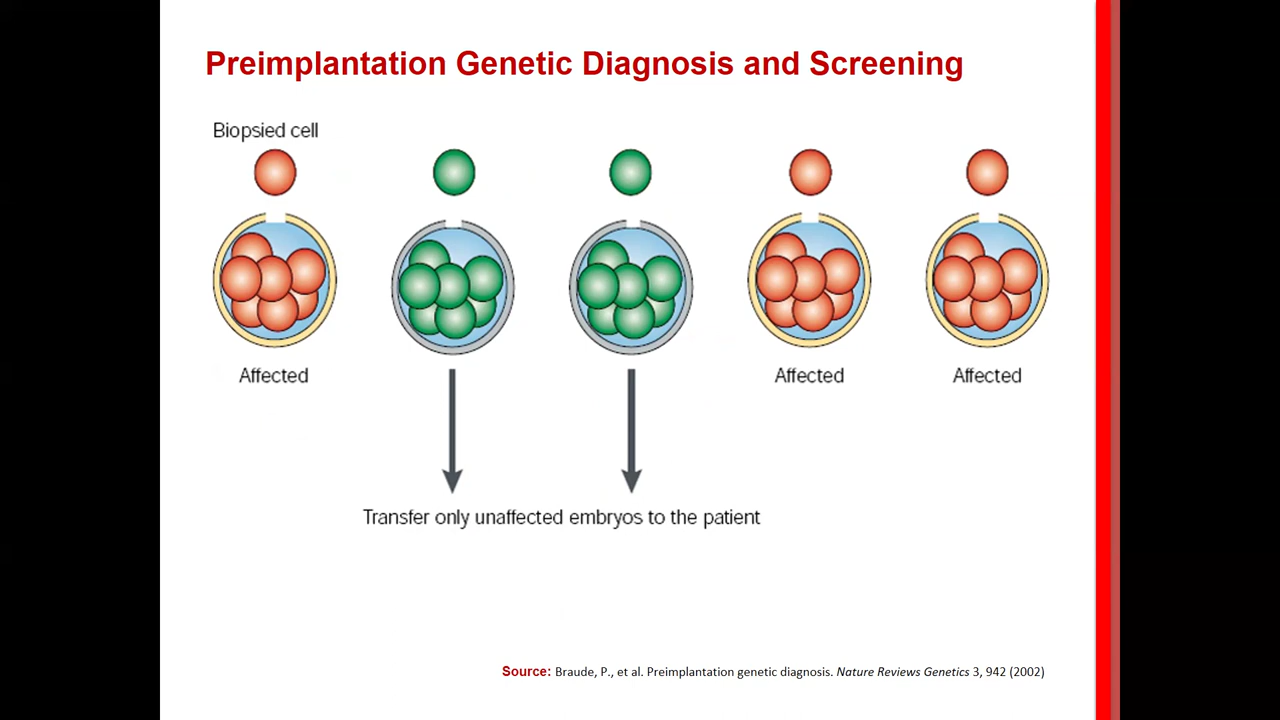 Preimplantation Genetic Diagnosis and Screening
Biopsied cell
Affected
Affected
Affected
Transfer only unaffected embryos to the patient
Source: Braude, P., et al. Preimplantation genetic diagnosis. Nature Reviews Genetics 3, 942 (2002)